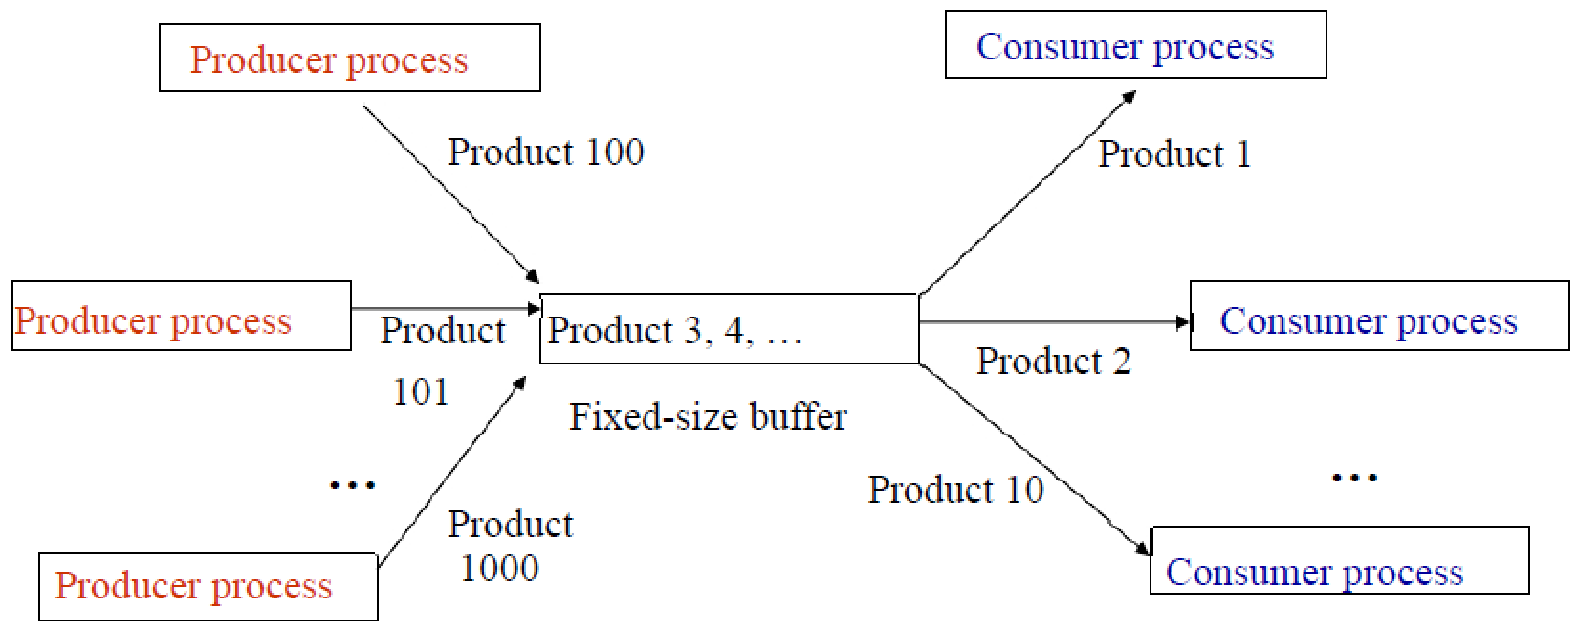 Producer process
Consumer process
Product 100
Product 1
Producer process
Product
101
Product 3, 4, …
Fixed-size buffer
Consumer process
Product 2
...
Product 10
...
Product
1000
Producer process
Consumer process